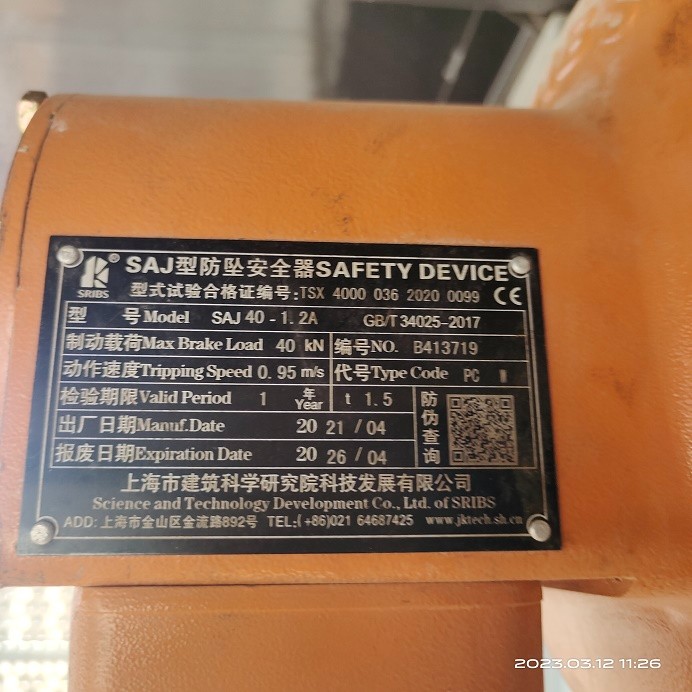 SRIBS ®
SAJ型防坠安全器SAFETY DEVICE
型式试验合格证编号:TSX 4000 036 2020 0099 CE
型 号Model SAJ 40-1.2A GB/T 34025-2017
制动载荷Max Brake Load 40 kN 编号NO. B413719
动作速度Tripping Speed 0.95 m/s 代号Type Code PC W
检验期限Valid Period 1 年Year t 1.5
防伪查询
出厂日期Manuf.Date 2021/04
报废日期Expiration Date 2026/04
上海市建筑科学研究院科技发展有限公司
Science and Technology Development Co., Ltd. of SRIBS
ADD: 上海市金山区金流路892号 TEL:(+86)021 64687425 www.jktech.sh.cn
2023.03.12 11:26